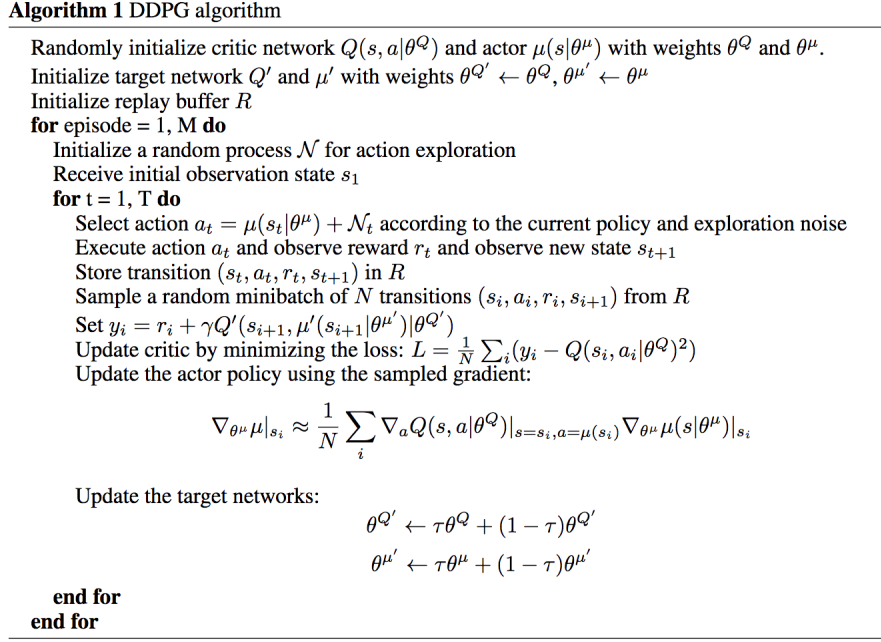 Algorithm 1 DDPG algorithm
Randomly initialize critic network Q(s, a|θ^Q) and actor μ(s|θ^μ) with weights θ^Q and θ^μ.
Initialize target network Q′ and μ′ with weights θ^{Q′} ← θ^Q, θ^{μ′} ← θ^μ
Initialize replay buffer R
for episode = 1, M do
Initialize a random process 𝒩 for action exploration
Receive initial observation state s_1
for t = 1, T do
Select action a_t = μ(s_t|θ^μ) + 𝒩_t according to the current policy and exploration noise
Execute action a_t and observe reward r_t and observe new state s_{t+1}
Store transition (s_t, a_t, r_t, s_{t+1}) in R
Sample a random minibatch of N transitions (s_i, a_i, r_i, s_{i+1}) from R
Set y_i = r_i + γQ′(s_{i+1}, μ′(s_{i+1}|θ^{μ′})|θ^{Q′})
Update critic by minimizing the loss: L = \frac{1}{N} ∑_i(y_i − Q(s_i, a_i|θ^Q)^2)
Update the actor policy using the sampled gradient:
∇_{θ^μ}μ|_{s_i} ≈ \frac{1}{N} ∑_i ∇_a Q(s, a|θ^Q)|_{s=s_i,a=μ(s_i)} ∇_{θ^μ}μ(s|θ^μ)|_{s_i}
Update the target networks:
θ^{Q′} ← τθ^Q + (1 − τ)θ^{Q′}
θ^{μ′} ← τθ^μ + (1 − τ)θ^{μ′}
end for
end for